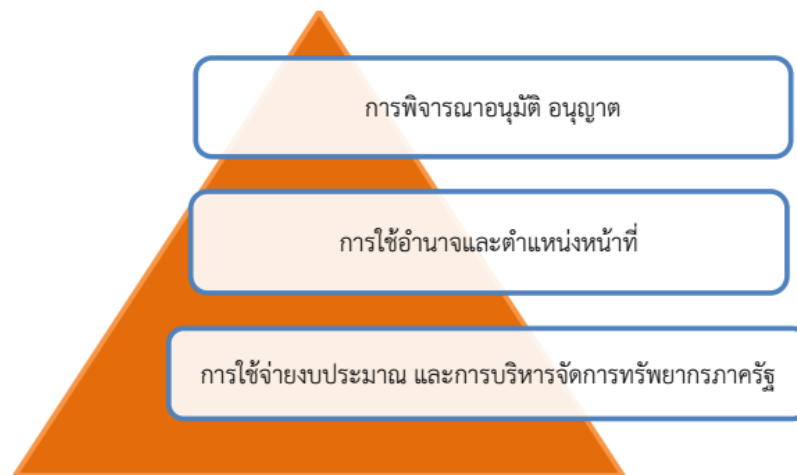 การพิจารณาอนุมัติ อนุญาต
การใช้อำนาจและตำแหน่งหน้าที่
การใช้จ่ายงบประมาณ และการบริหารจัดการทรัพยากรภาครัฐ